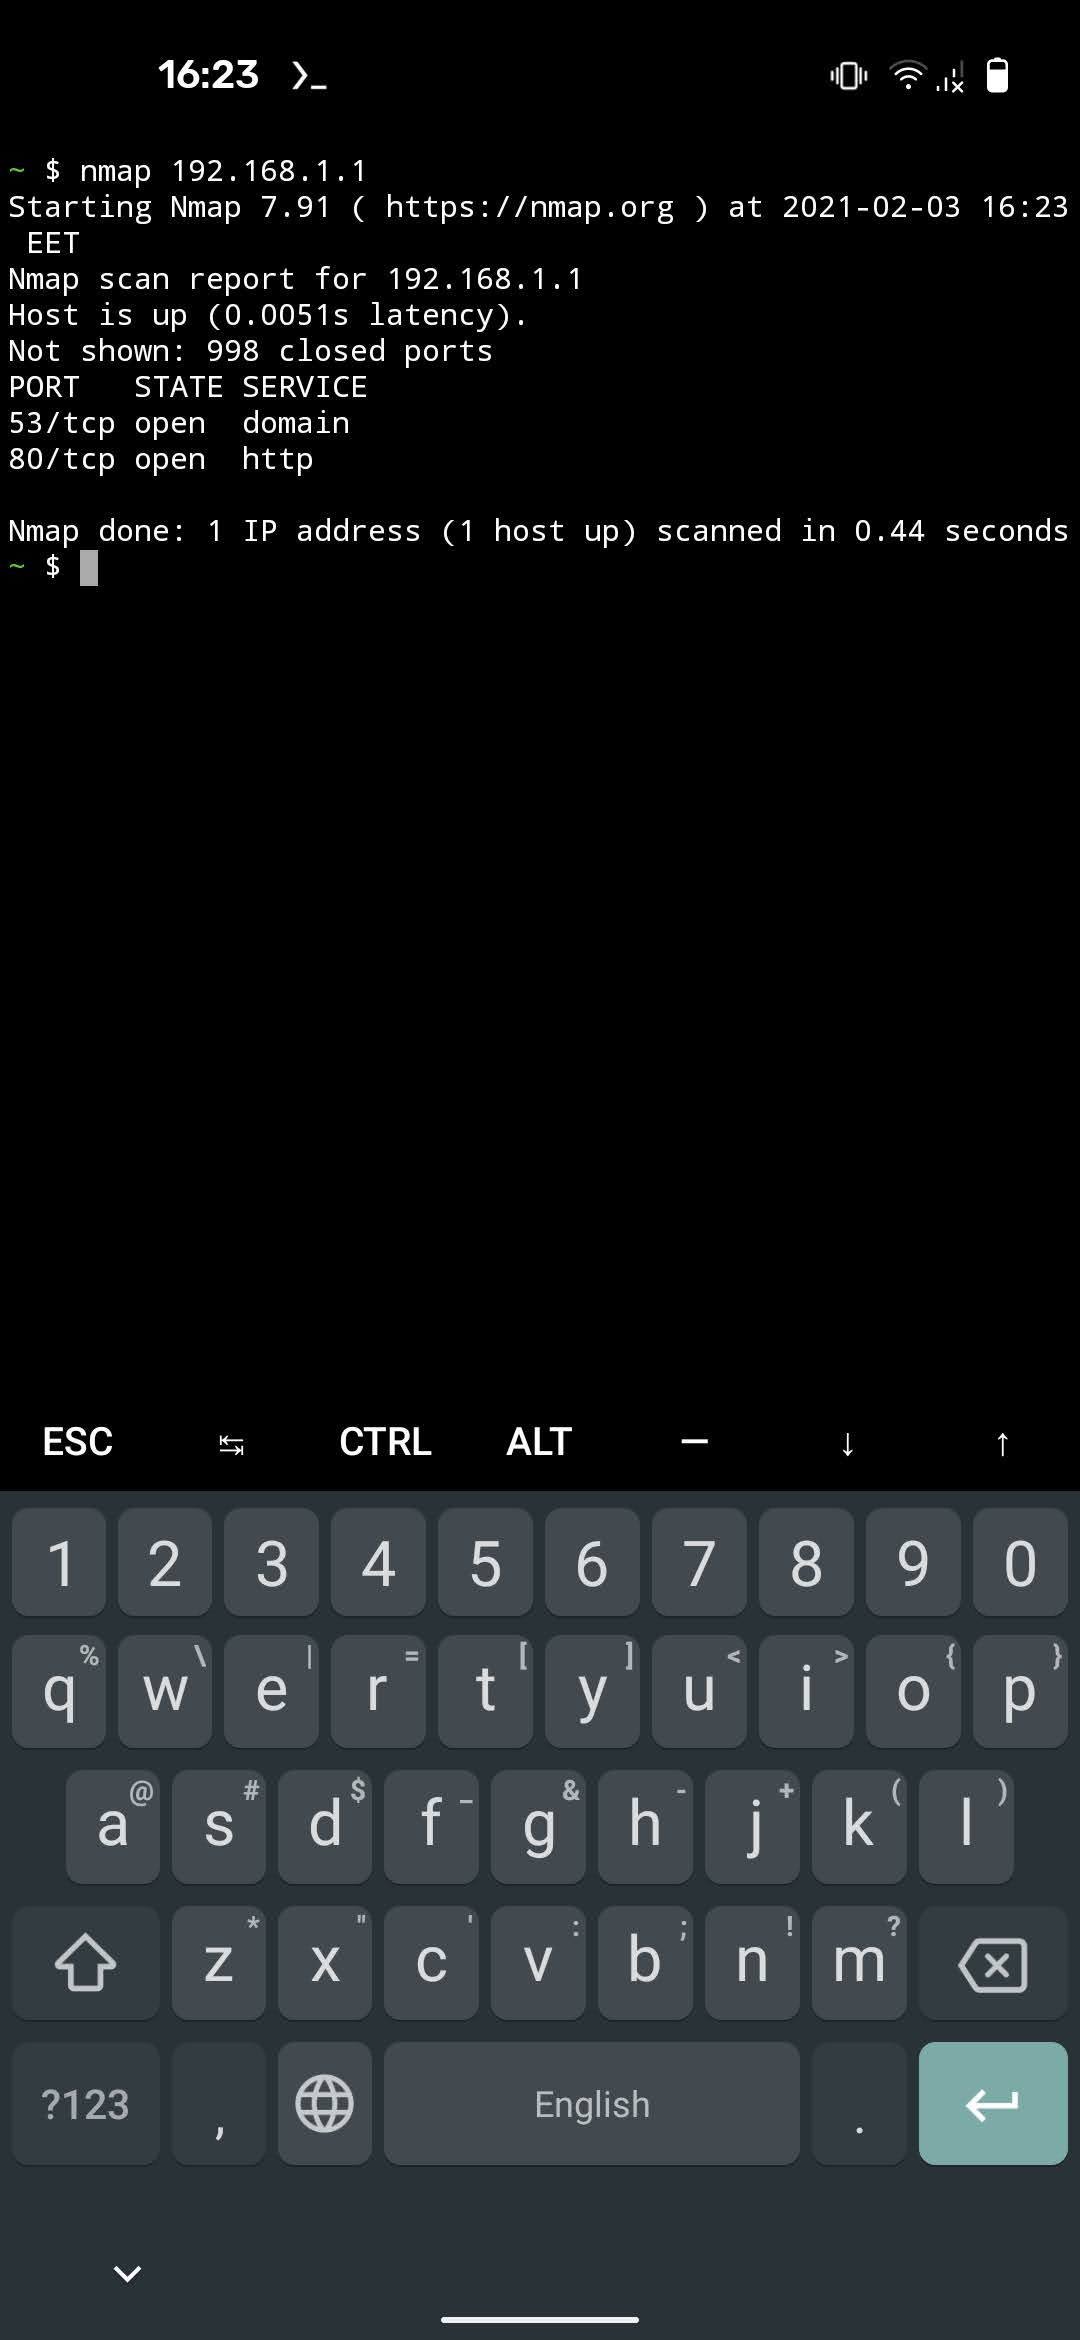 16:23
~ $ nmap 192.168.1.1
Starting Nmap 7.91 ( https://nmap.org ) at 2021-02-03 16:23
 EET
Nmap scan report for 192.168.1.1
Host is up (0.0051s latency).
Not shown: 998 closed ports
PORT   STATE SERVICE
53/tcp open  domain
80/tcp open  http
Nmap done: 1 IP address (1 host up) scanned in 0.44 seconds
~ $
ESC ↹ CTRL ALT — ↓ ↑
1 2 3 4 5 6 7 8 9 0
% \ | = [ ] < > { }
q w e r t y u i o p
@ # $ _ & - + ( )
a s d f g h j k l
* " ' : ; ! ?
z x c v b n m
?123 , English .